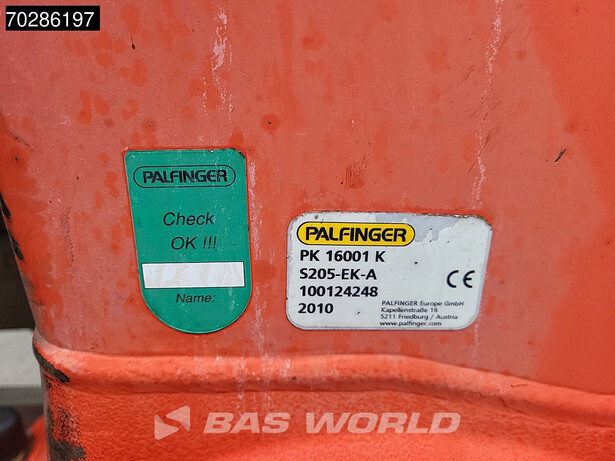 70286197
PALFINGER
Check
OK !!!
Name:
PALFINGER
PK 16001 K
S205-EK-A
100124248
2010
CE
PALFINGER Europe GmbH
Kapellenstraße 18
5211 Friedburg / Austria
www.palfinger.com
BAS WORLD